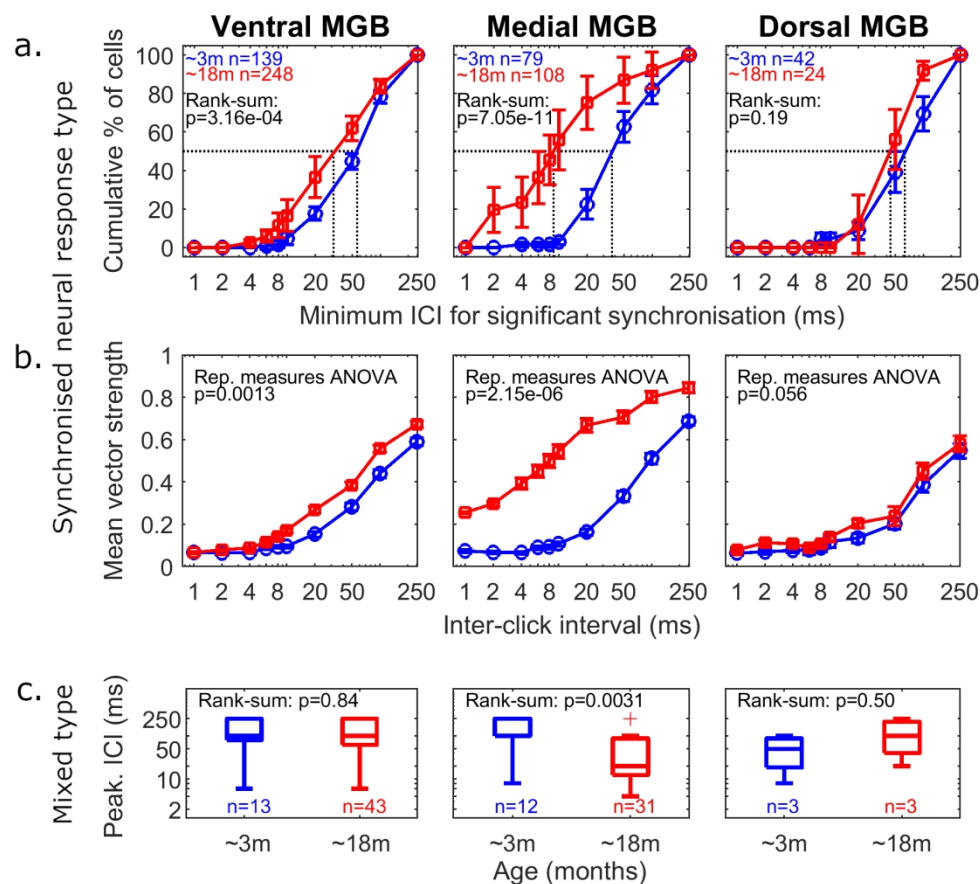 Ventral MGB
Medial MGB
Dorsal MGB
a.
Synchronised neural response type
Cumulative % of cells
100
80
60
40
20
0
~3m n=139
~18m n=248
Rank-sum:
p=3.16e-04
~3m n=79
~18m n=108
Rank-sum:
p=7.05e-11
~3m n=42
~18m n=24
Rank-sum:
p=0.19
1 2 4 8 20 50 250
1 2 4 8 20 50 250
1 2 4 8 20 50 250
Minimum ICI for significant synchronisation (ms)
b.
Mean vector strength
1
0.8
0.6
0.4
0.2
0
Rep. measures ANOVA
p=0.0013
Rep. measures ANOVA
p=2.15e-06
Rep. measures ANOVA
p=0.056
1 2 4 8 20 50 250
1 2 4 8 20 50 250
1 2 4 8 20 50 250
Inter-click interval (ms)
c.
Mixed type
Peak. ICI (ms)
250
50
10
2
Rank-sum: p=0.84
n=13
n=43
Rank-sum: p=0.0031
n=12
n=31
Rank-sum: p=0.50
n=3
n=3
~3m ~18m
~3m ~18m
~3m ~18m
Age (months)